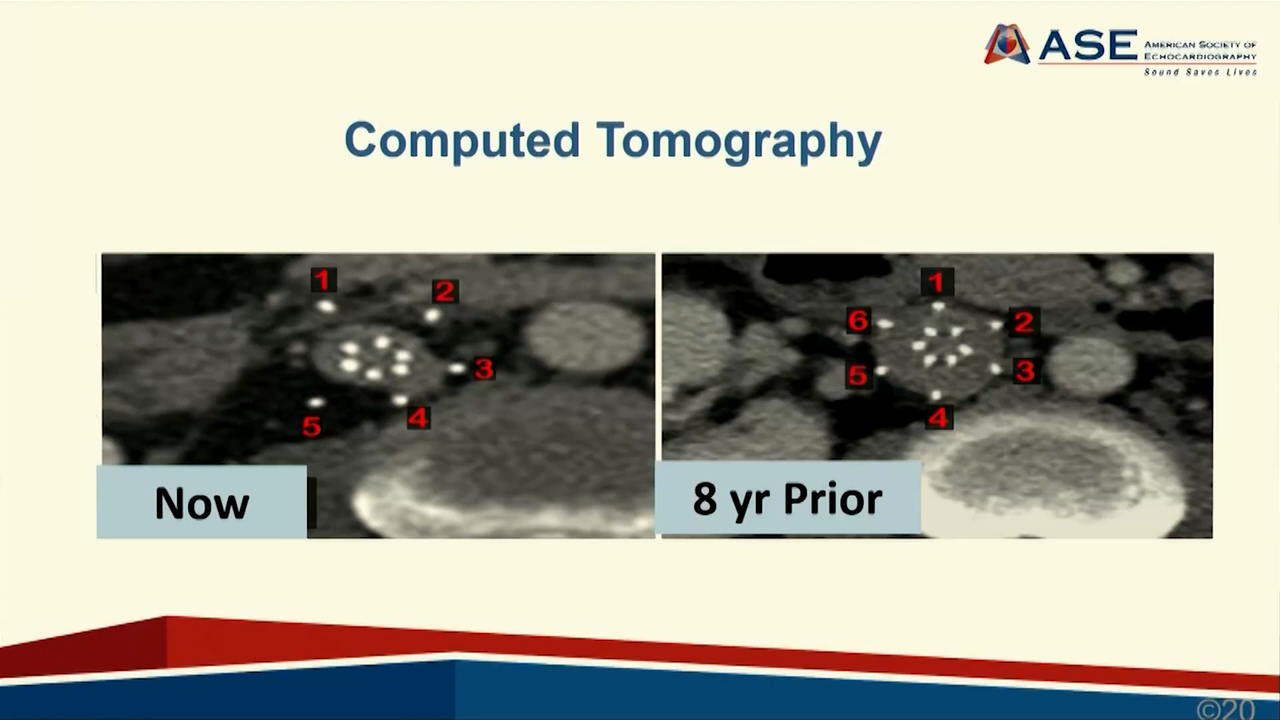 ASE AMERICAN SOCIETY OF
ECHOCARDIOGRAPHY
Sound Saves Lives
Computed Tomography
1
2
3
4
5
Now
1
2
3
4
5
6
8 yr Prior
©20